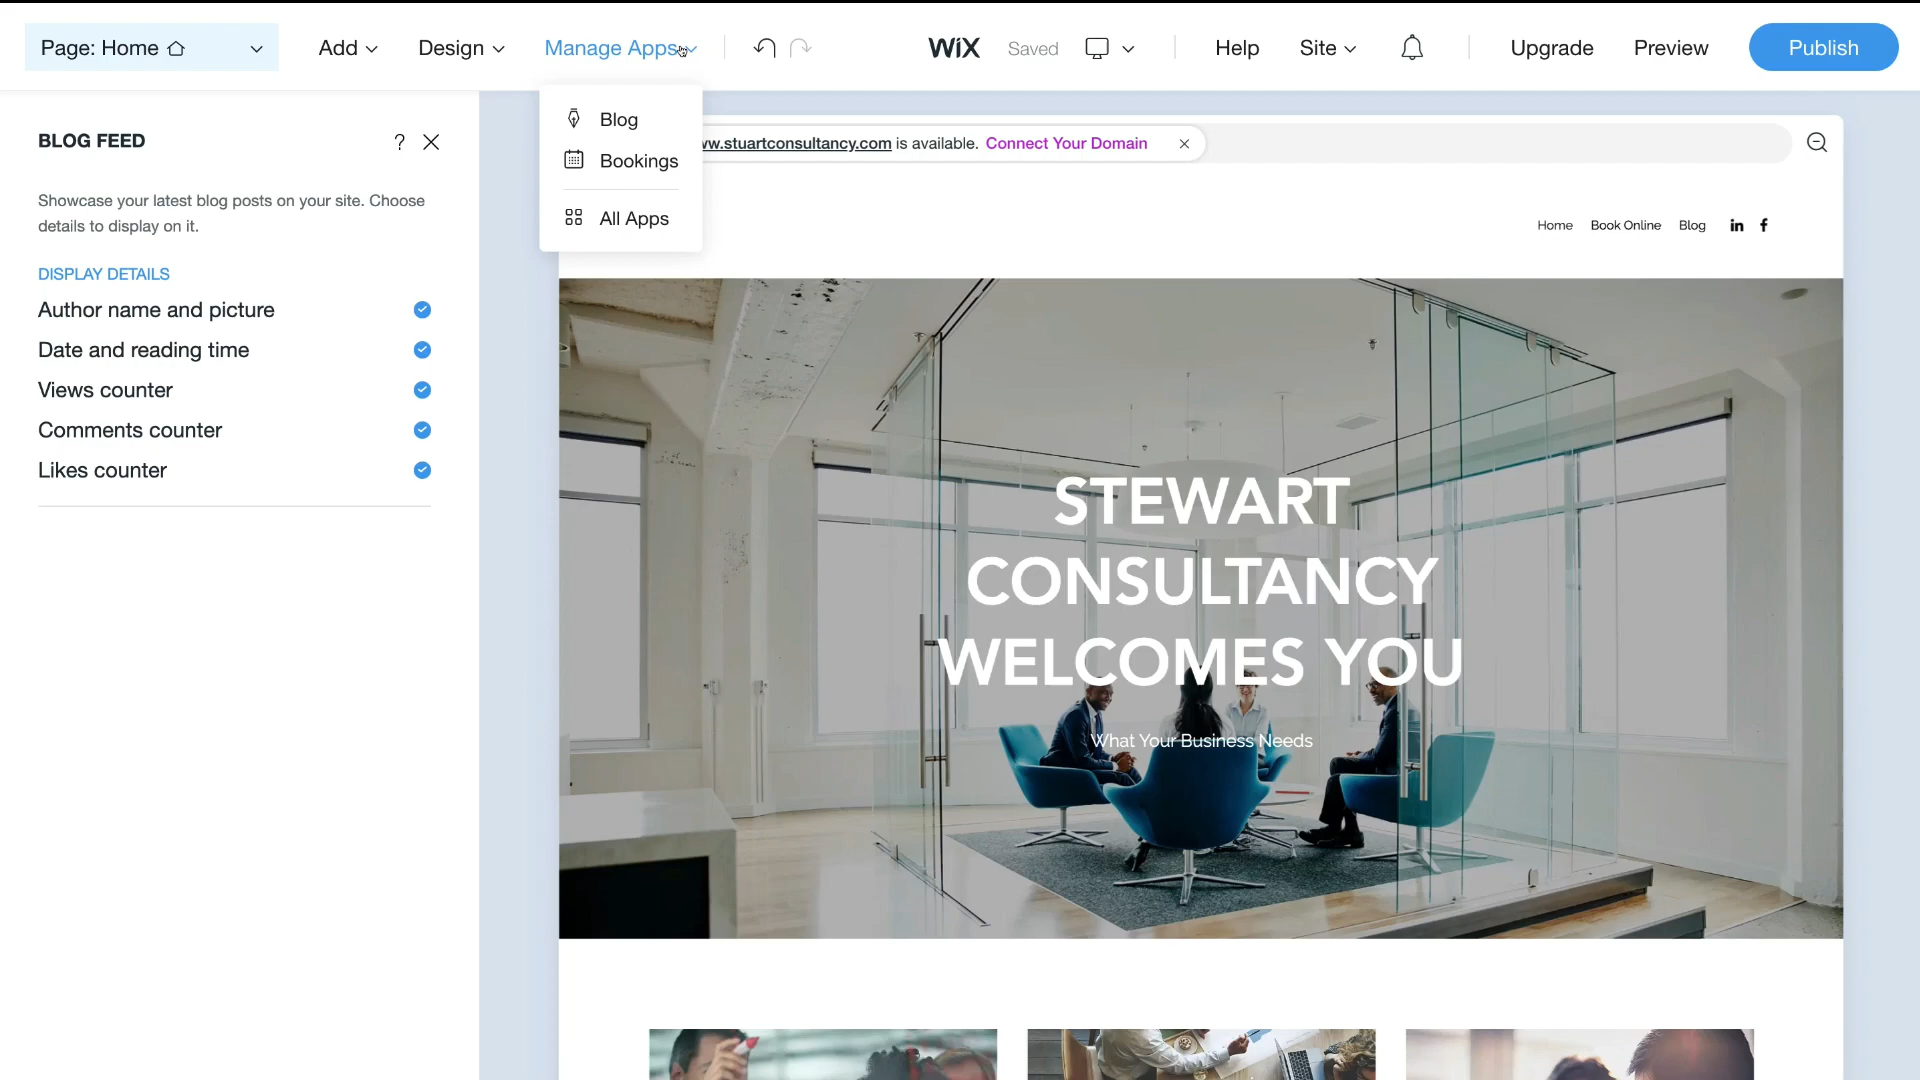 Page: Home
Add
Design
Manage Apps
WiX
Saved
Help
Site
Upgrade
Preview
Publish
BLOG FEED
?
Showcase your latest blog posts on your site. Choose
details to display on it.
DISPLAY DETAILS
Author name and picture
Date and reading time
Views counter
Comments counter
Likes counter
Blog
Bookings
All Apps
w.stuartconsultancy.com is available. Connect Your Domain
Home
Book Online
Blog
in
f
STEWART
CONSULTANCY
WELCOMES YOU
What Your Business Needs